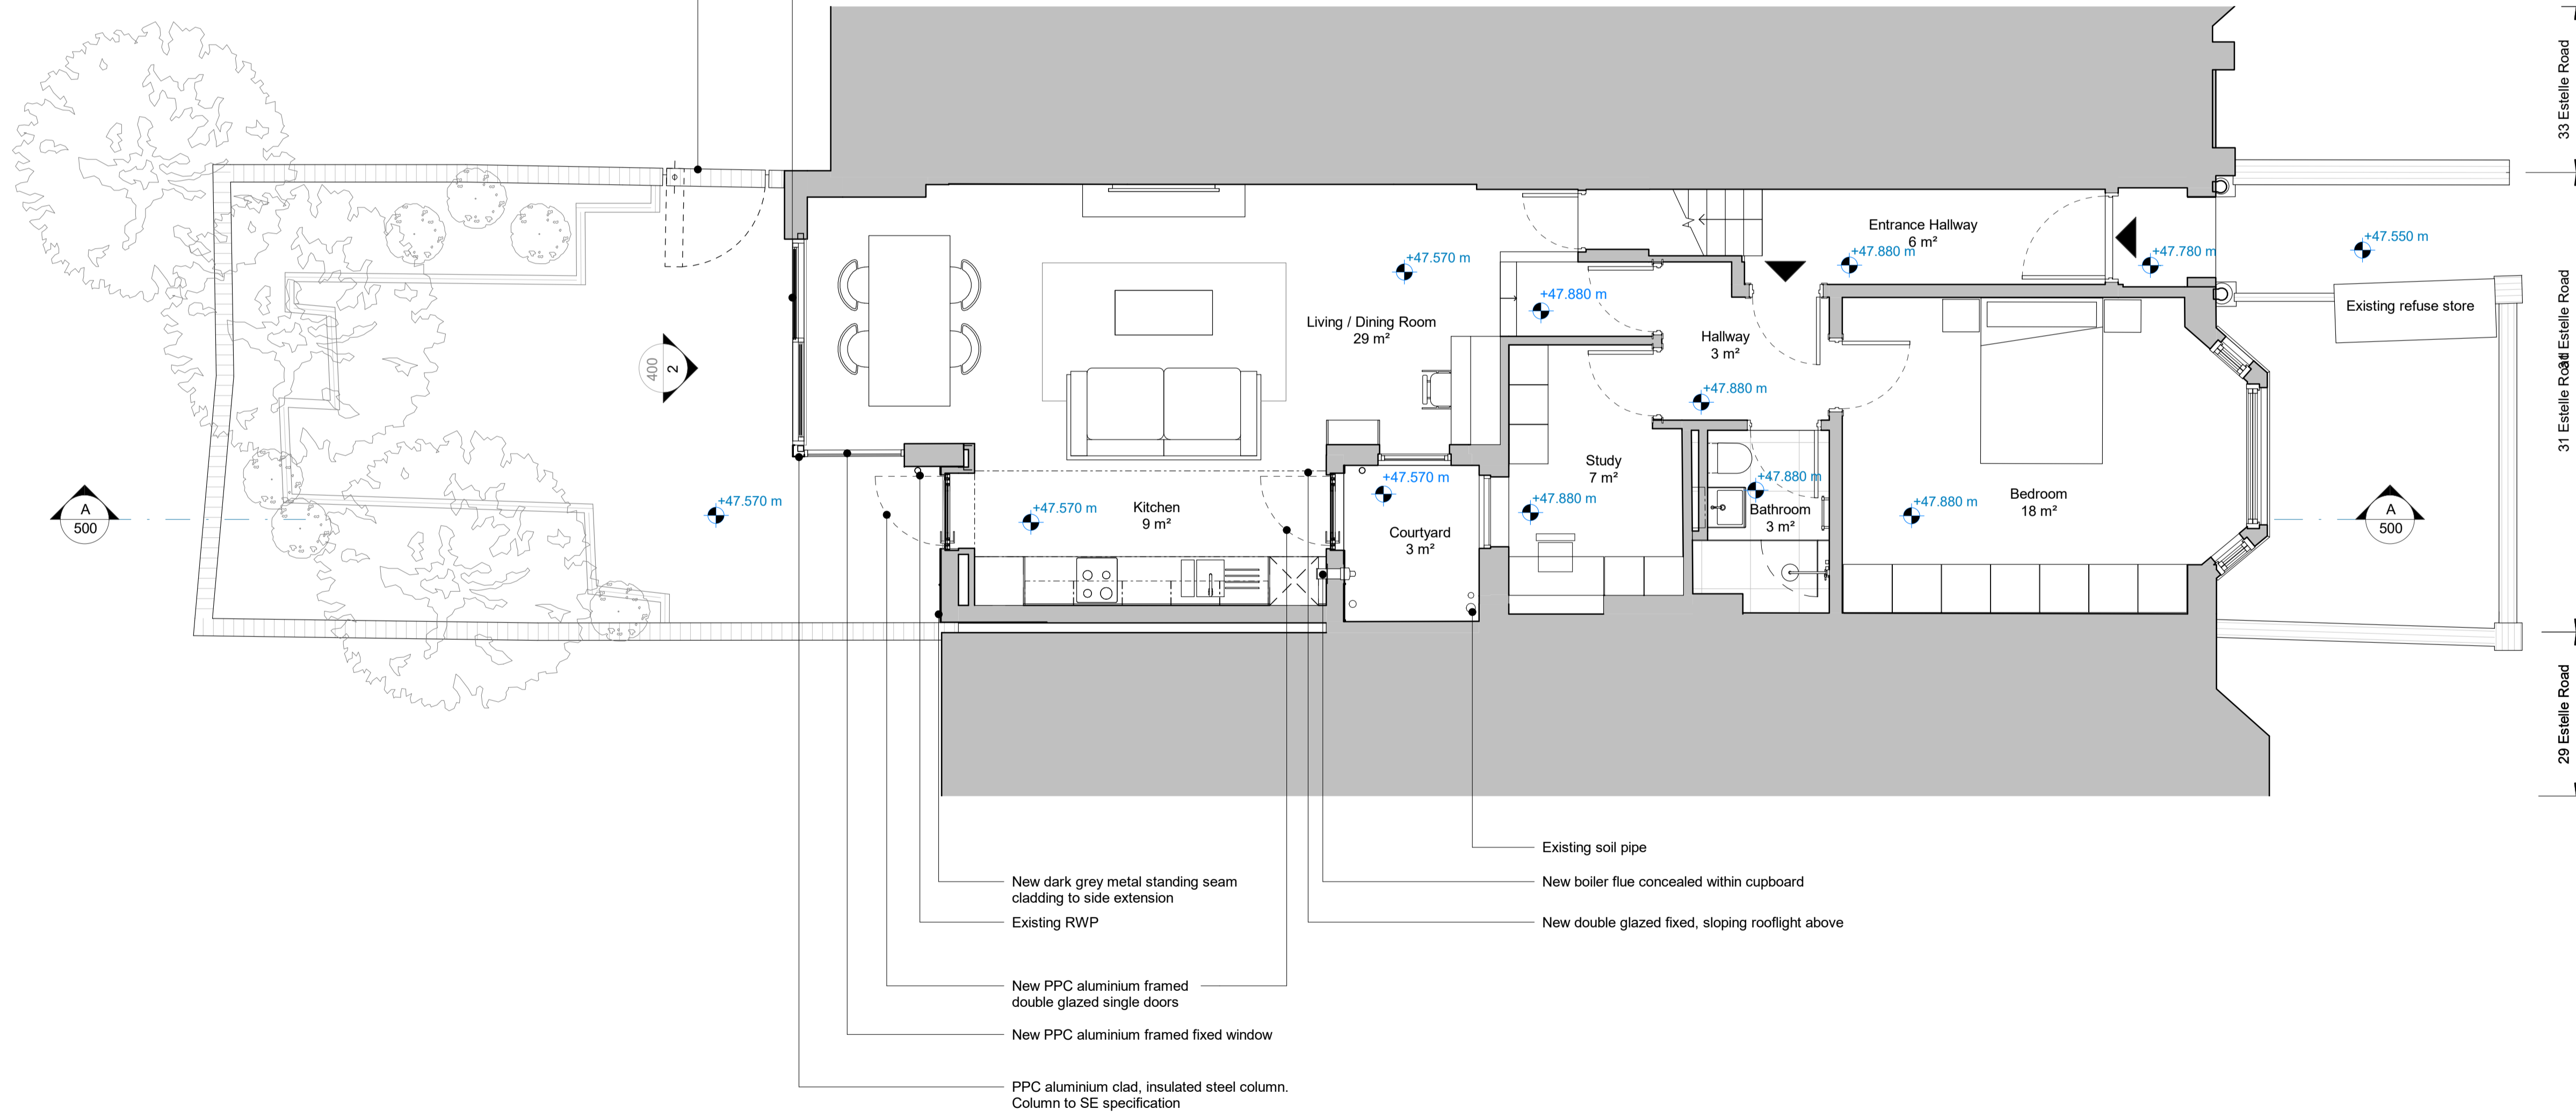 33 Estelle Road
Entrance Hallway
6 m²
+47.880 m
+47.780 m
+47.550 m
+47.570 m
+47.880 m
Existing refuse store
Living / Dining Room
29 m²
Hallway
3 m²
31 Estelle Road
31 Estelle Road
400
2
+47.880 m
Study
7 m²
+47.570 m
+47.880 m
+47.880 m
Bathroom
3 m²
+47.880 m
Bedroom
18 m²
A
500
+47.570 m
+47.570 m
Kitchen
9 m²
Courtyard
3 m²
A
500
29 Estelle Road
Existing soil pipe
New dark grey metal standing seam
cladding to side extension
New boiler flue concealed within cupboard
Existing RWP
New double glazed fixed, sloping rooflight above
New PPC aluminium framed
double glazed single doors
New PPC aluminium framed fixed window
PPC aluminium clad, insulated steel column.
Column to SE specification